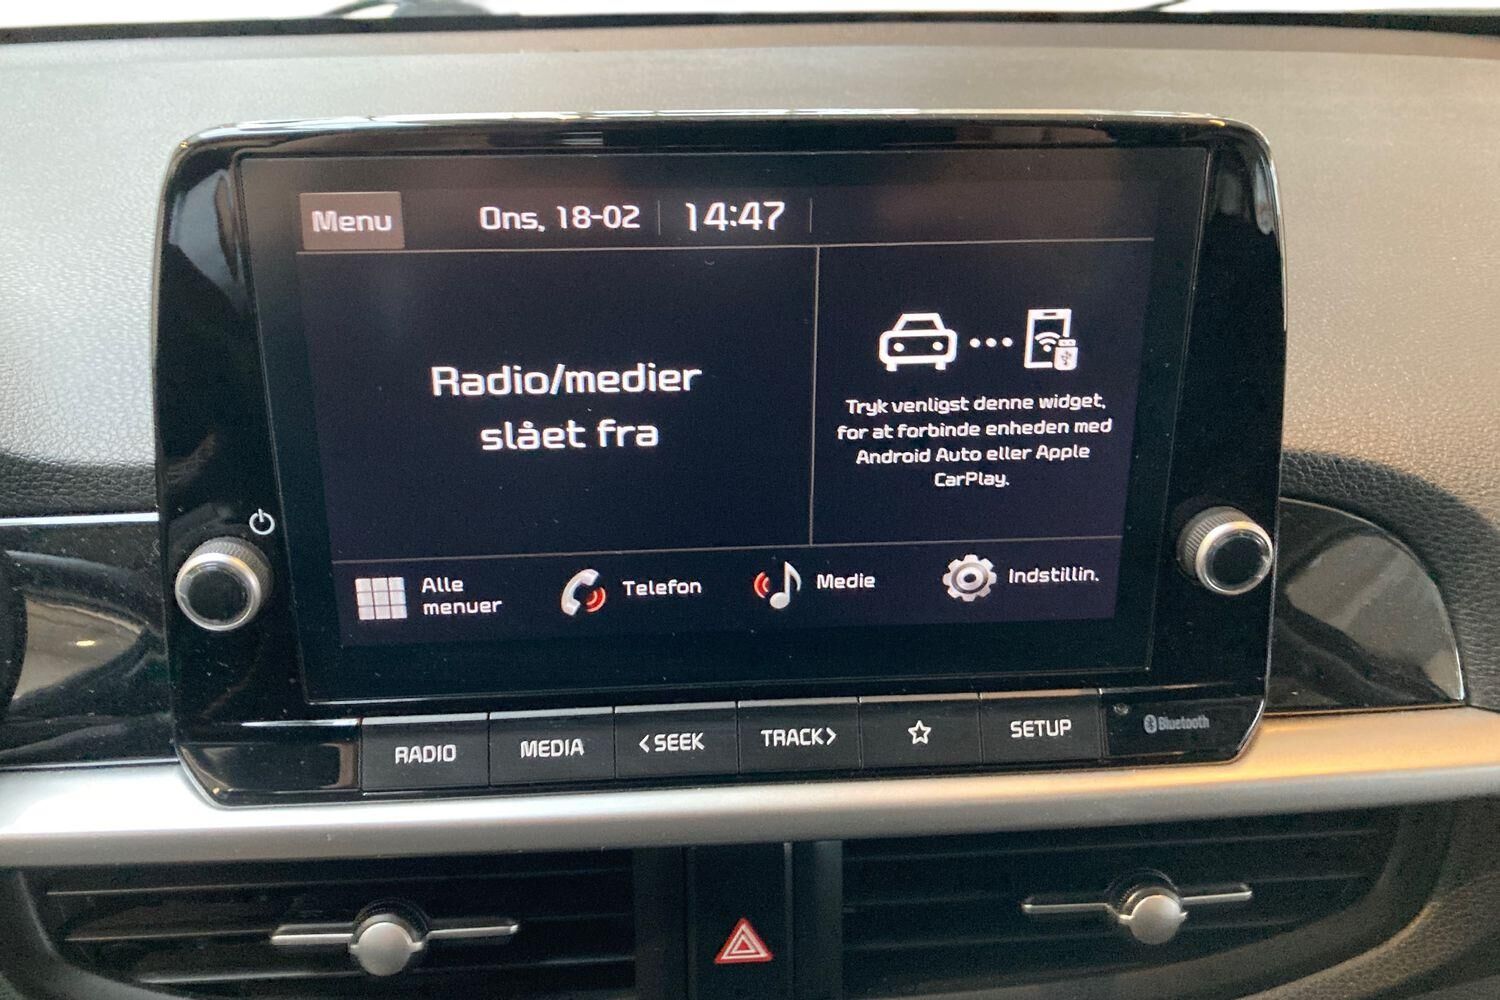 Menu
Ons, 18-02
14:47
Radio/medier
slået fra
Tryk venligst denne widget,
for at forbinde enheden med
Android Auto eller Apple
CarPlay.
Alle
menuer
Telefon
Medie
Indstillin.
RADIO
MEDIA
<SEEK
TRACK>
SETUP
Bluetooth